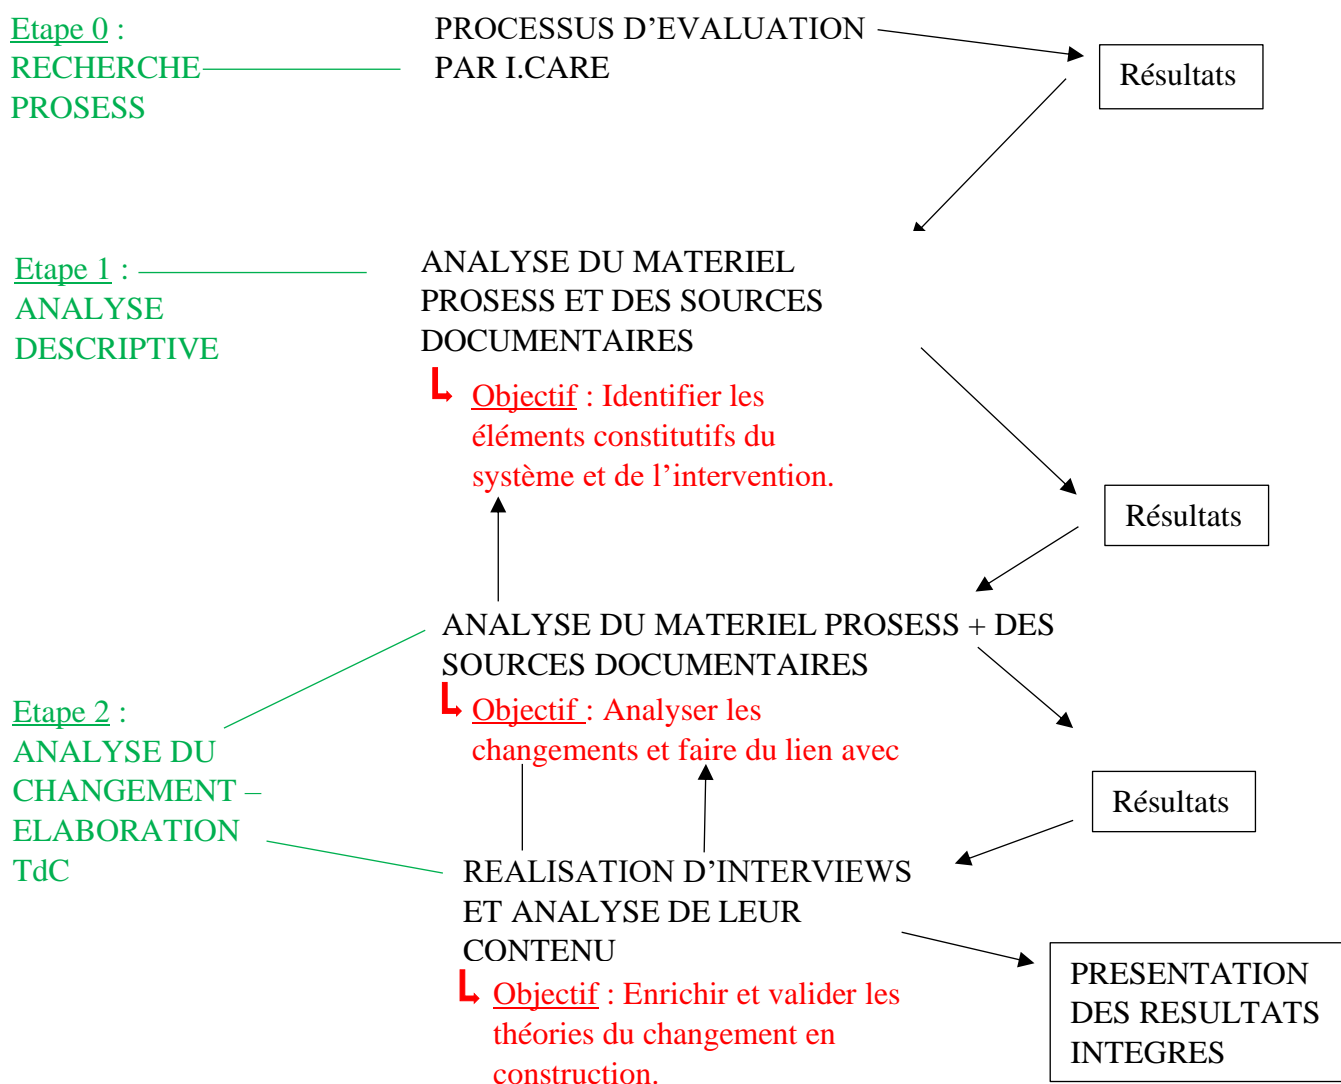 Etape 0 :
RECHERCHE
PROSESS
PROCESSUS D’EVALUATION
PAR I.CARE
Résultats
Etape 1 :
ANALYSE
DESCRIPTIVE
ANALYSE DU MATERIEL
PROSESS ET DES SOURCES
DOCUMENTAIRES
Objectif : Identifier les
éléments constitutifs du
système et de l’intervention.
Résultats
Etape 2 :
ANALYSE DU
CHANGEMENT –
ELABORATION
TdC
ANALYSE DU MATERIEL PROSESS + DES
SOURCES DOCUMENTAIRES
Objectif : Analyser les
changements et faire du lien avec
Résultats
REALISATION D’INTERVIEWS
ET ANALYSE DE LEUR
CONTENU
Objectif : Enrichir et valider les
théories du changement en
construction.
PRESENTATION
DES RESULTATS
INTEGRES